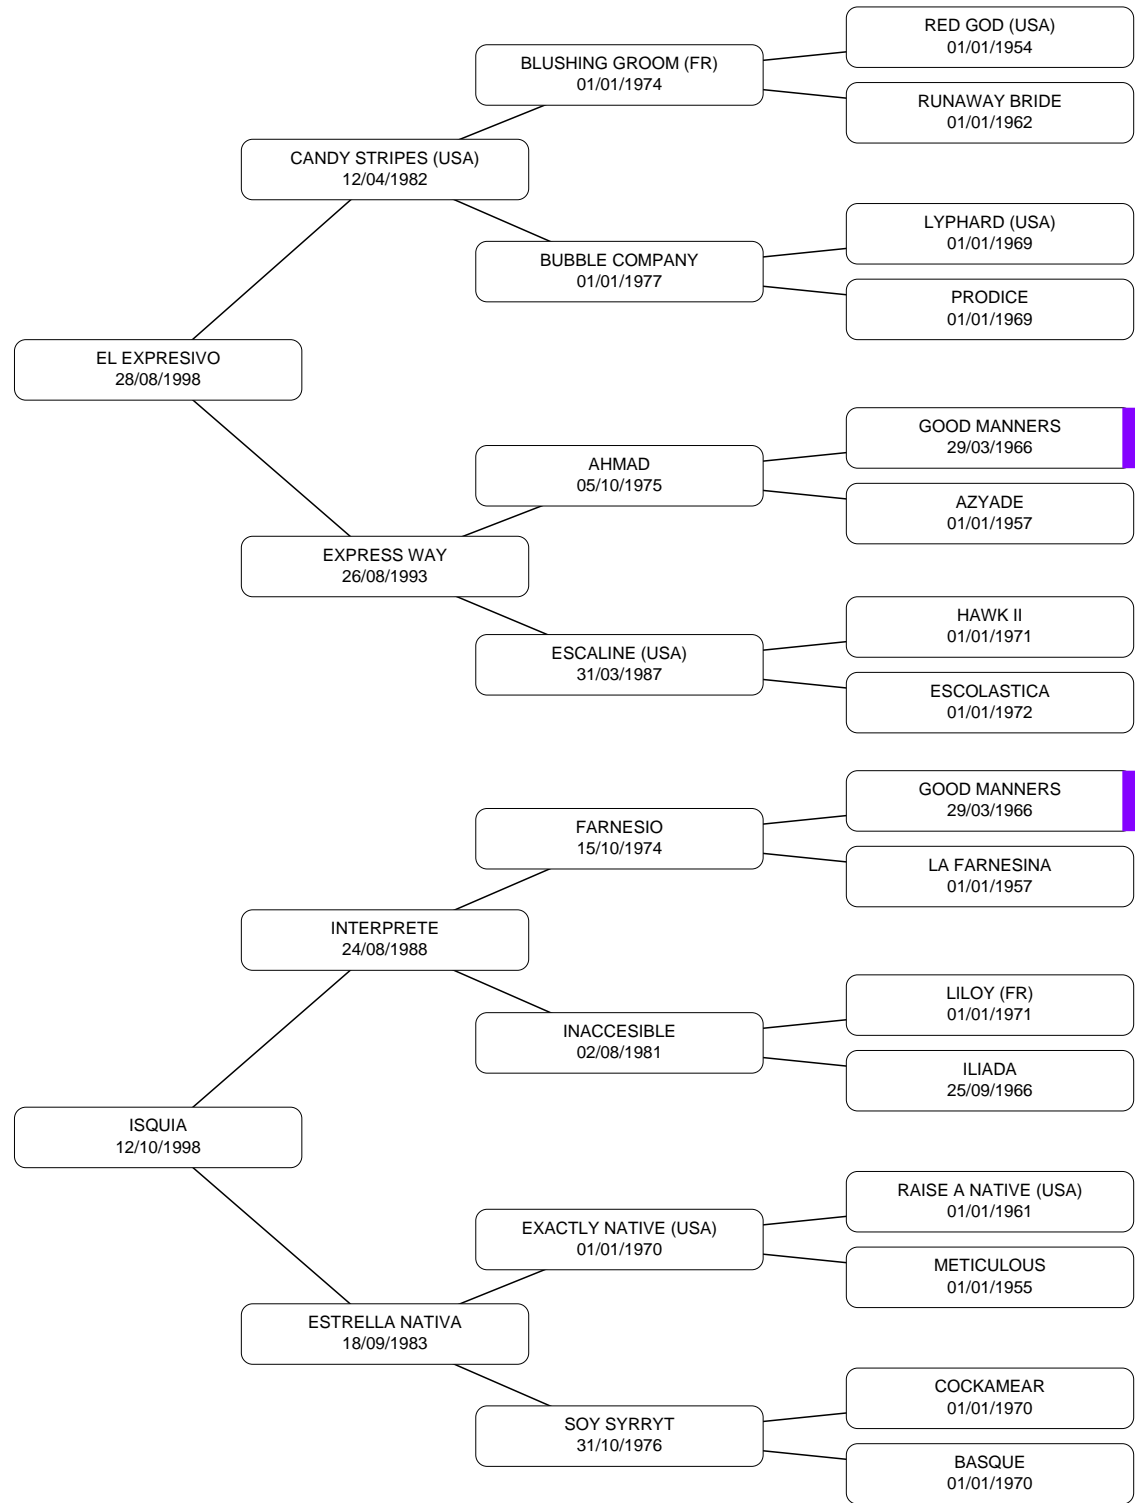 RED GOD (USA)
01/01/1954
BLUSHING GROOM (FR)
01/01/1974
RUNAWAY BRIDE
01/01/1962
CANDY STRIPES (USA)
12/04/1982
LYPHARD (USA)
01/01/1969
BUBBLE COMPANY
01/01/1977
PRODICE
01/01/1969
EL EXPRESIVO
28/08/1998
GOOD MANNERS
29/03/1966
AHMAD
05/10/1975
AZYADE
01/01/1957
EXPRESS WAY
26/08/1993
HAWK II
01/01/1971
ESCALINE (USA)
31/03/1987
ESCOLASTICA
01/01/1972
GOOD MANNERS
29/03/1966
FARNESIO
15/10/1974
LA FARNESINA
01/01/1957
INTERPRETE
24/08/1988
LILOY (FR)
01/01/1971
INACCESIBLE
02/08/1981
ILIADA
25/09/1966
ISQUIA
12/10/1998
RAISE A NATIVE (USA)
01/01/1961
EXACTLY NATIVE (USA)
01/01/1970
METICULOUS
01/01/1955
ESTRELLA NATIVA
18/09/1983
COCKAMEAR
01/01/1970
SOY SYRRYT
31/10/1976
BASQUE
01/01/1970